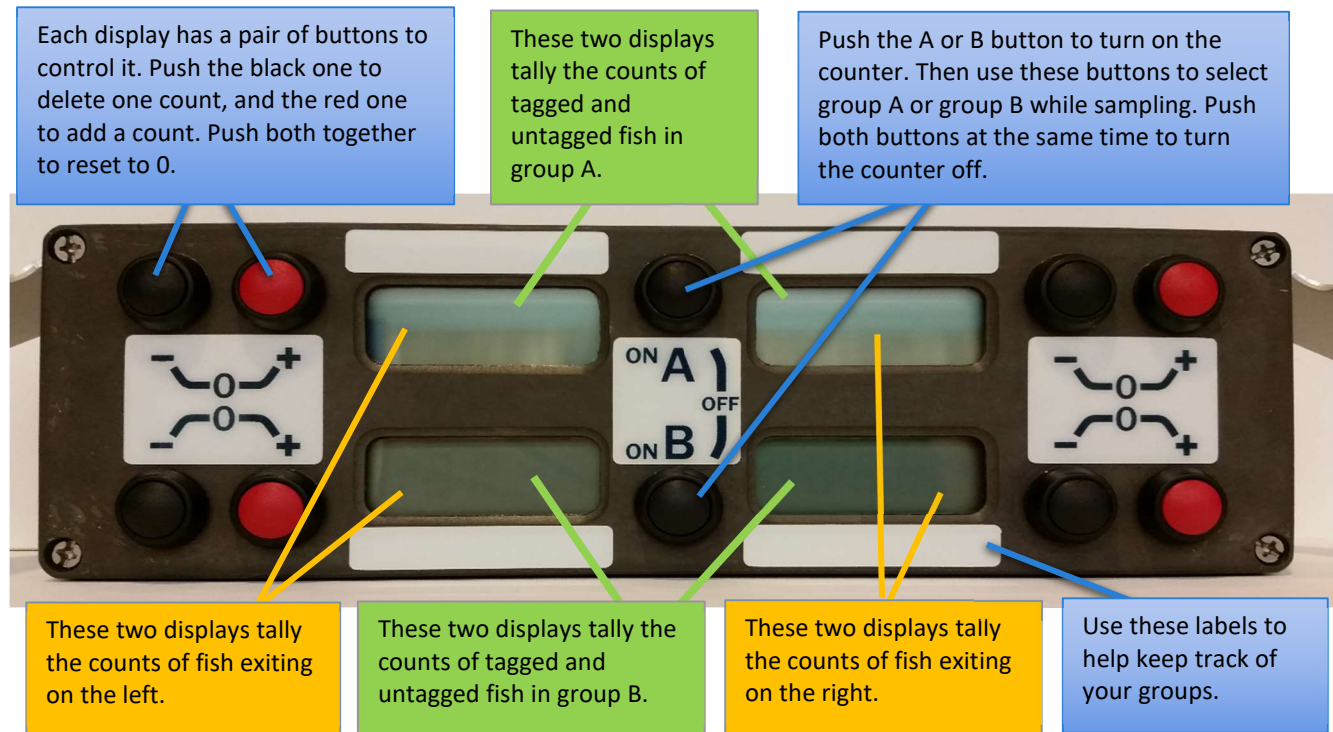 Each display has a pair of buttons to
control it. Push the black one to
delete one count, and the red one
to add a count. Push both together
to reset to 0.
These two displays
tally the counts of
tagged and
untagged fish in
group A.
Push the A or B button to turn on the
counter. Then use these buttons to select
group A or group B while sampling. Push
both buttons at the same time to turn
the counter off.
− 0 +
− 0 +
ON A
OFF
ON B
− 0 +
− 0 +
These two displays tally
the counts of fish exiting
on the left.
These two displays tally the
counts of tagged and
untagged fish in group B.
These two displays tally
the counts of fish exiting
on the right.
Use these labels to
help keep track of
your groups.